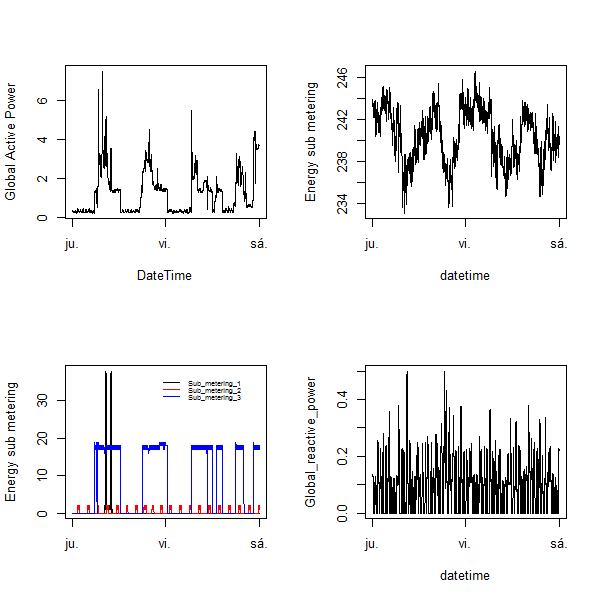 Global Active Power
0 2 4 6
ju. vi. sá.
DateTime
Energy sub metering
234 238 242 246
ju. vi. sá.
datetime
Energy sub metering
0 10 20 30
Sub_metering_1
Sub_metering_2
Sub_metering_3
ju. vi. sá.
Global_reactive_power
0.0 0.2 0.4
ju. vi. sá.
datetime